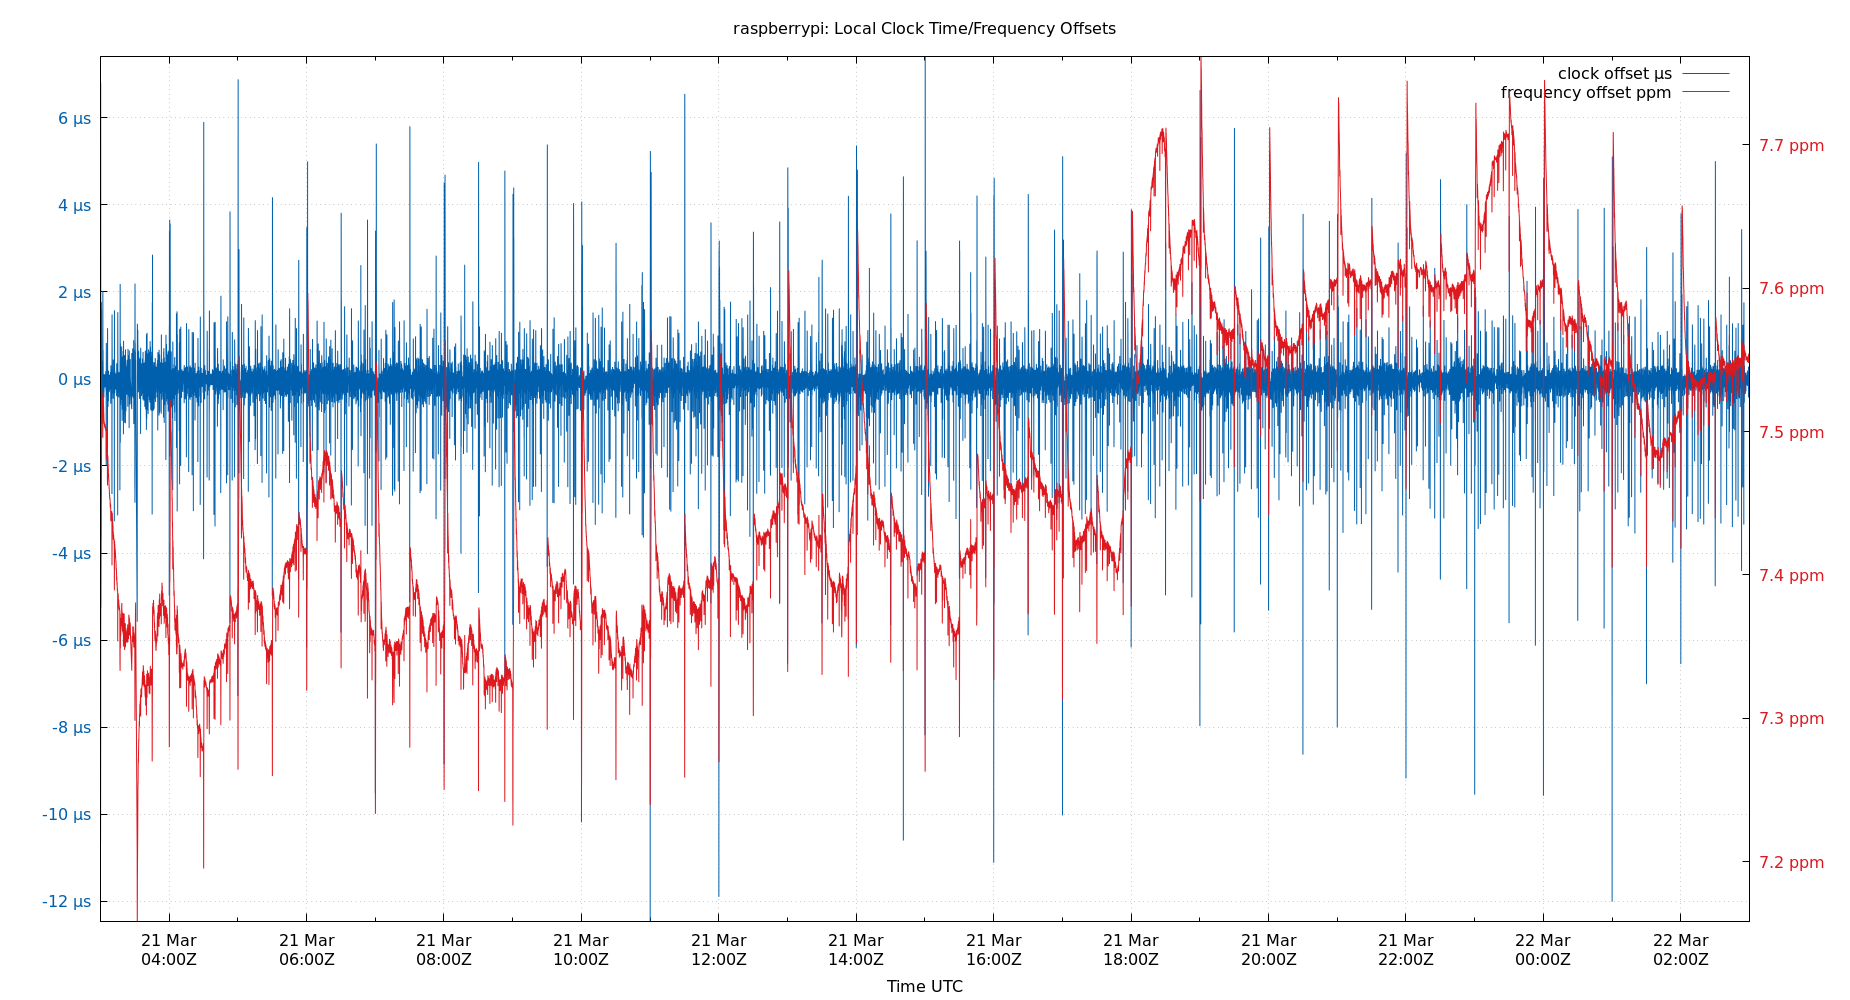 raspberrypi: Local Clock Time/Frequency Offsets
clock offset µs
frequency offset ppm
6 µs
4 µs
2 µs
0 µs
-2 µs
-4 µs
-6 µs
-8 µs
-10 µs
-12 µs
7.7 ppm
7.6 ppm
7.5 ppm
7.4 ppm
7.3 ppm
7.2 ppm
21 Mar
04:00Z
21 Mar
06:00Z
21 Mar
08:00Z
21 Mar
10:00Z
21 Mar
12:00Z
21 Mar
14:00Z
21 Mar
16:00Z
21 Mar
18:00Z
21 Mar
20:00Z
21 Mar
22:00Z
22 Mar
00:00Z
22 Mar
02:00Z
Time UTC